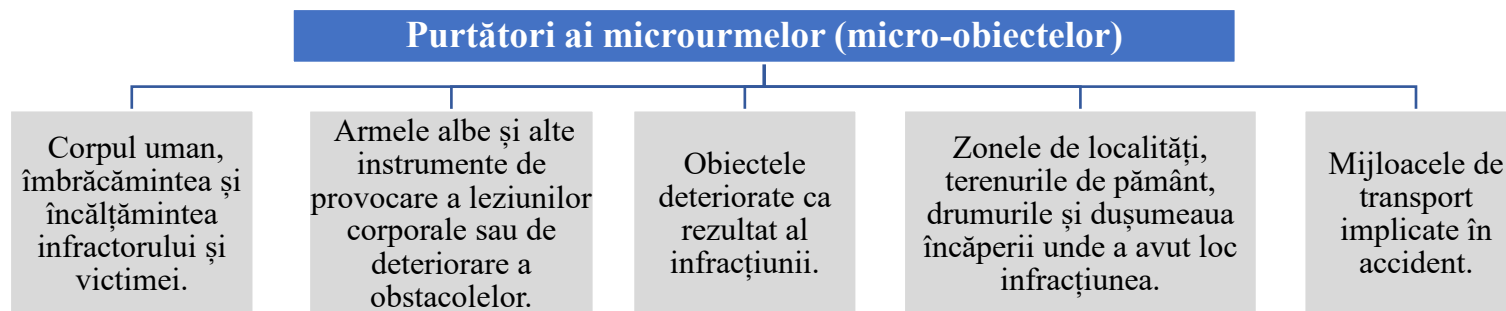 Purtători ai microurmelor (micro-obiectelor)
Corpul uman,
îmbrăcămintea și
încălțămintea
infractorului și
victimei.
Armele albe și alte
instrumente de
provocare a leziunilor
corporale sau de
deteriorare a
obstacolelor.
Obiectele
deteriorate ca
rezultat al
infracțiunii.
Zonele de localități,
terenurile de pământ,
drumurile și dușumeaua
încăperii unde a avut loc
infracțiunea.
Mijloacele de
transport
implicate în
accident.